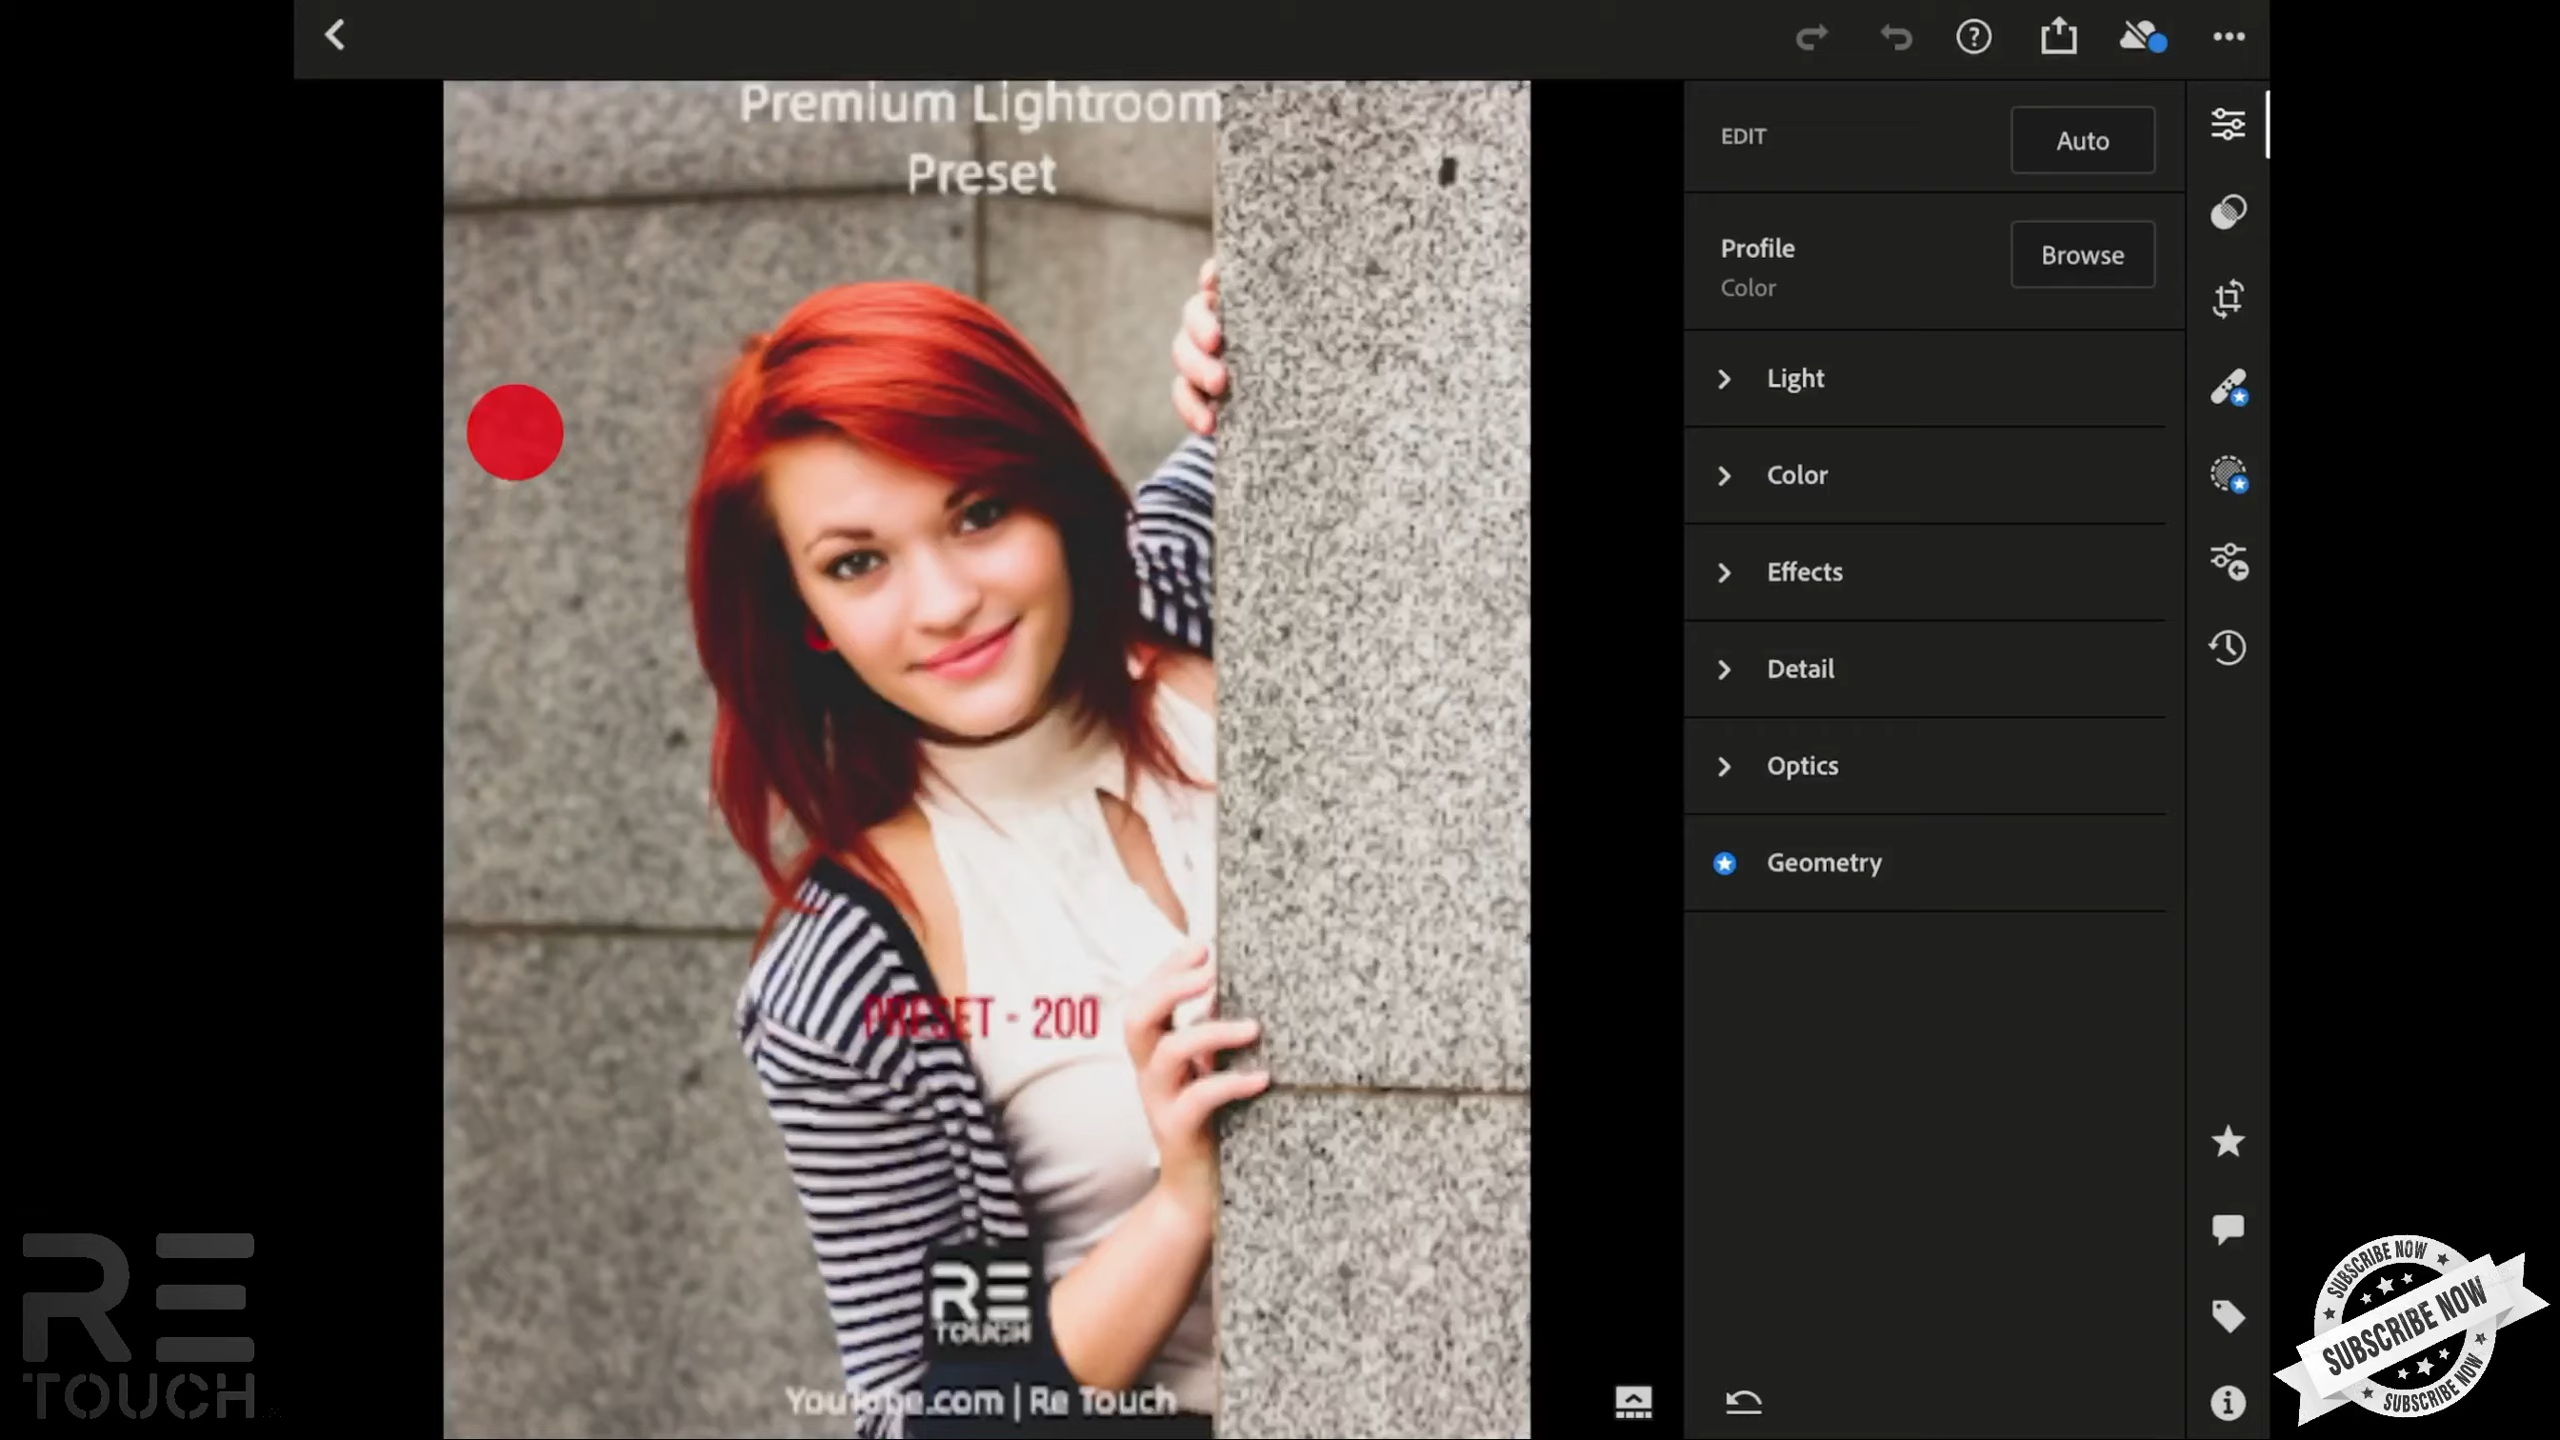 Premium Lightroom
Preset
PRESET - 200
RE
TOUCH
YouTube.com | Re Touch
EDIT
Auto
Profile
Color
Browse
Light
Color
Effects
Detail
Optics
Geometry
RE
TOUCH
SUBSCRIBE NOW
SUBSCRIBE NOW
SUBSCRIBE NOW